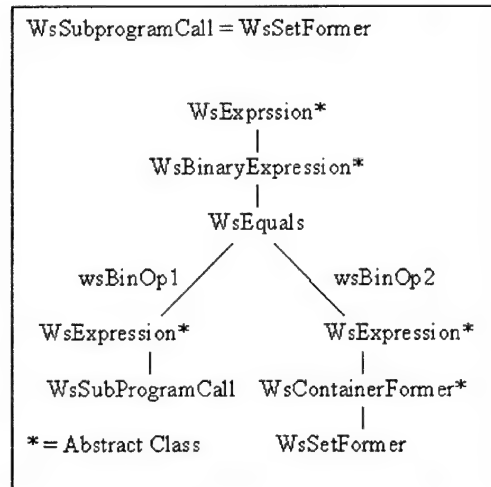 WsSubprogramCall = WsSetFormer
WsExprssion*
WsBinaryExpression*
WsEquals
wsBinOp1 wsBinOp2
WsExpression* WsExpression*
WsSubProgramCall WsContainerFormer*
* = Abstract Class WsSetFormer